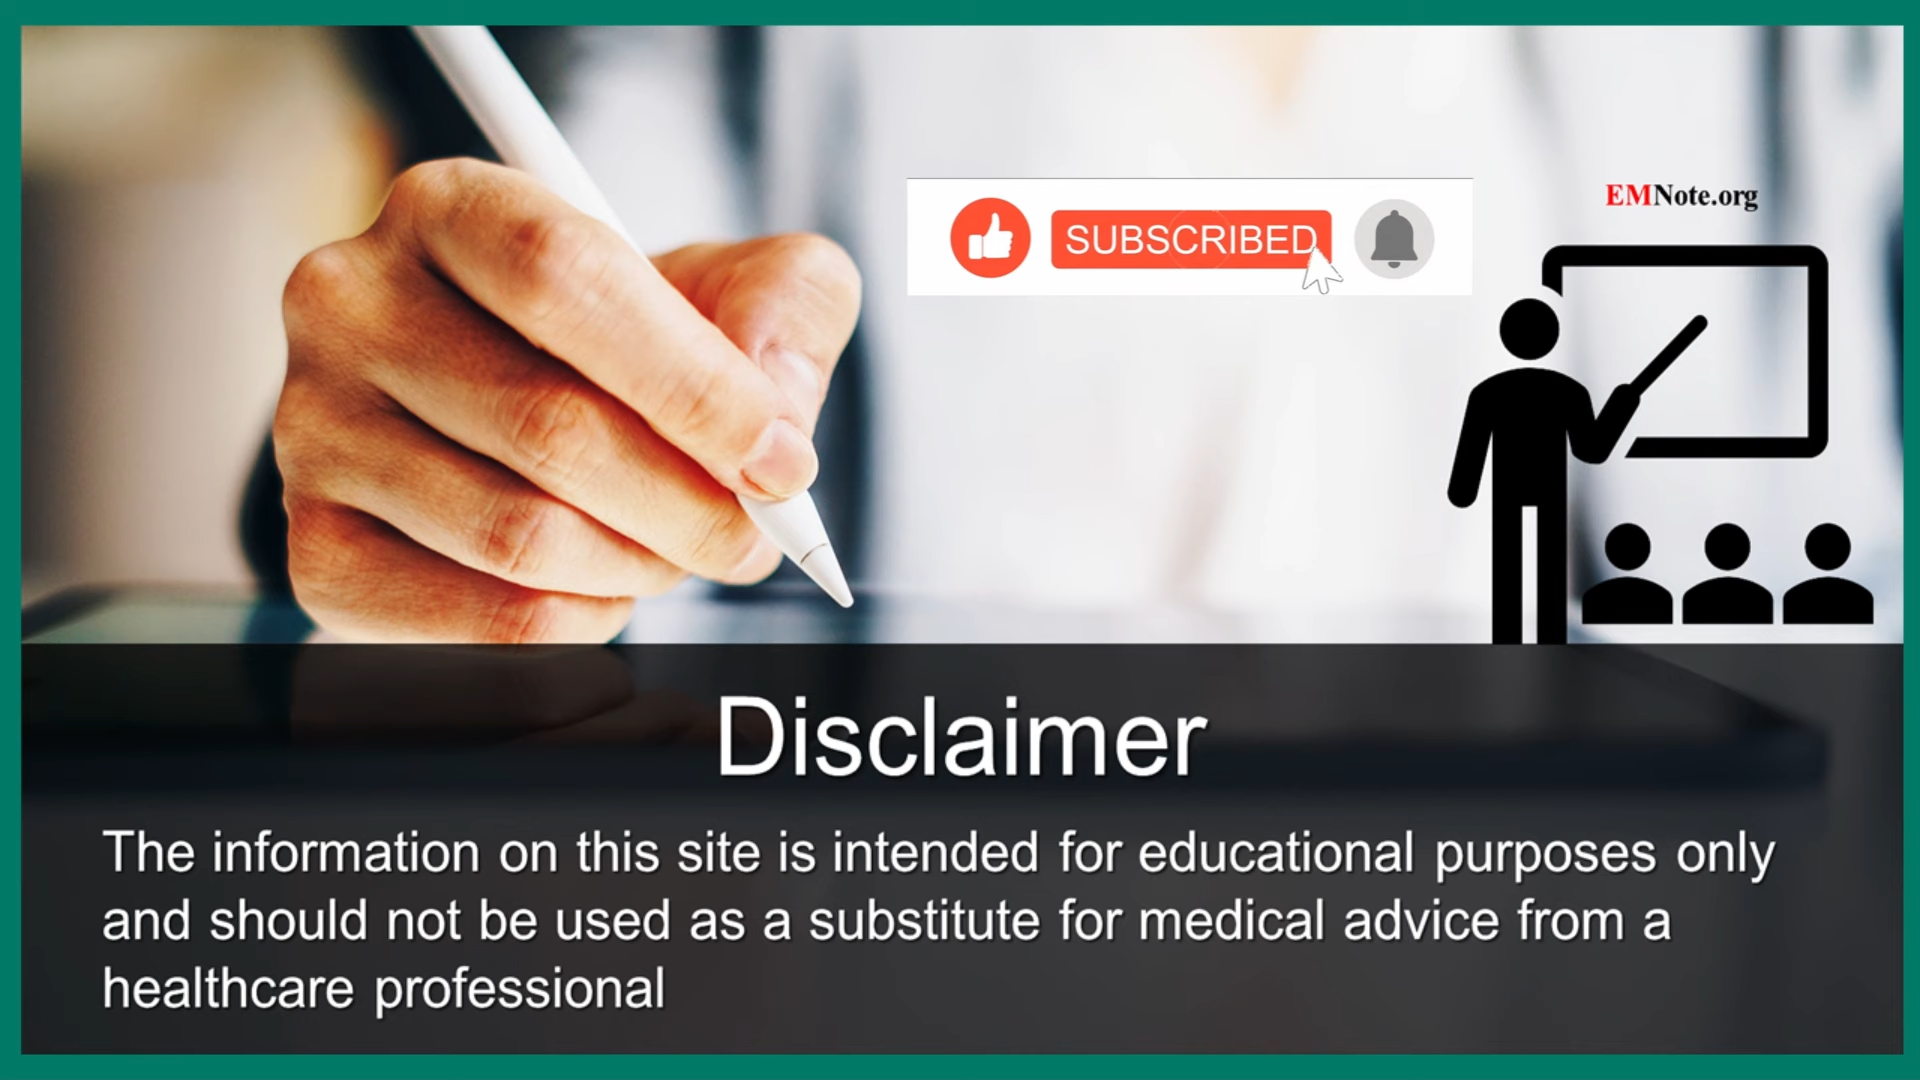 EMNote.org
SUBSCRIBED
Disclaimer
The information on this site is intended for educational purposes only
and should not be used as a substitute for medical advice from a
healthcare professional